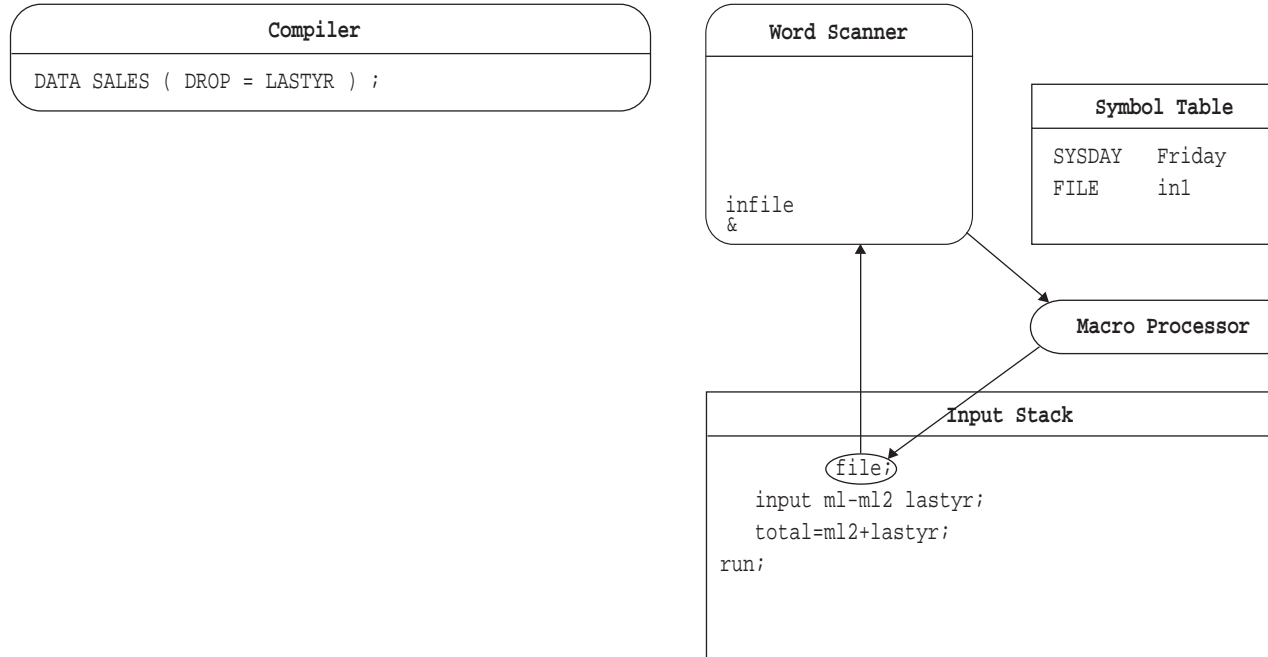 Compiler
DATA SALES ( DROP = LASTYR ) ;
Word Scanner
infile
&
Symbol Table
SYSDAY Friday
FILE in1
Macro Processor
Input Stack
file;
input ml-ml2 lastyr;
total=ml2+lastyr;
run;